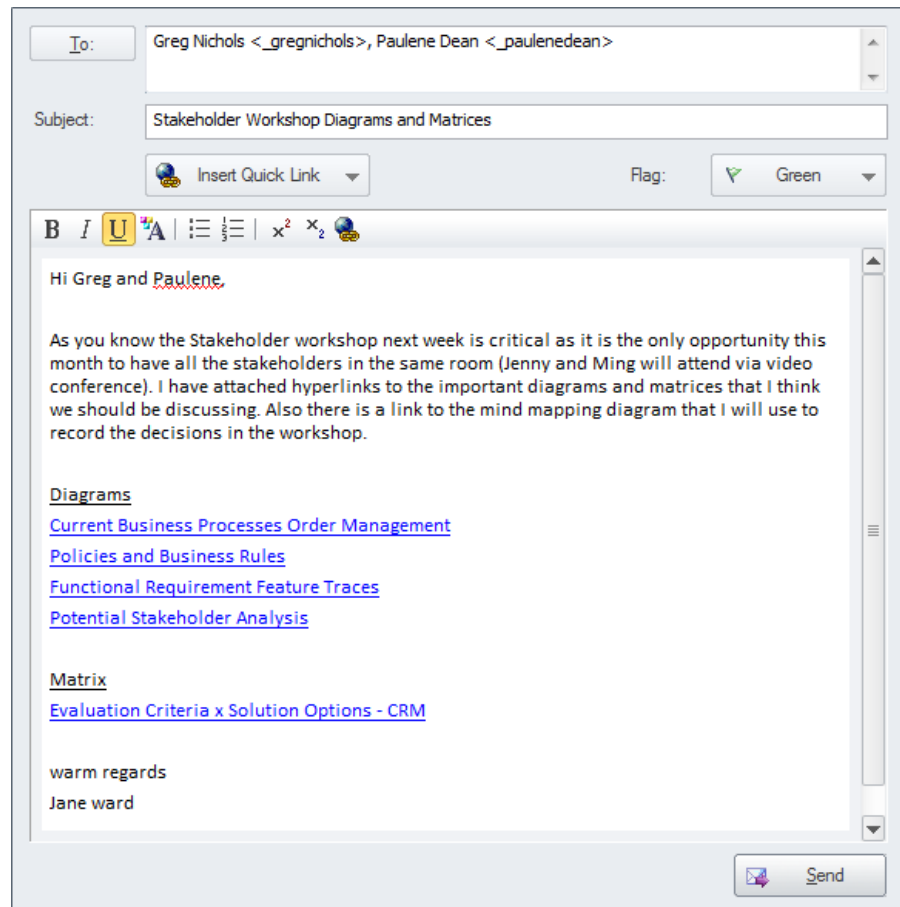 To: Greg Nichols <_gregnichols>, Paulene Dean <_paulenedean>
Subject: Stakeholder Workshop Diagrams and Matrices
Insert Quick Link Flag: Green
B I U A x² x₂
Hi Greg and Paulene,
As you know the Stakeholder workshop next week is critical as it is the only opportunity this
month to have all the stakeholders in the same room (Jenny and Ming will attend via video
conference). I have attached hyperlinks to the important diagrams and matrices that I think
we should be discussing. Also there is a link to the mind mapping diagram that I will use to
record the decisions in the workshop.
Diagrams
Current Business Processes Order Management
Policies and Business Rules
Functional Requirement Feature Traces
Potential Stakeholder Analysis
Matrix
Evaluation Criteria x Solution Options - CRM
warm regards
Jane ward
Send